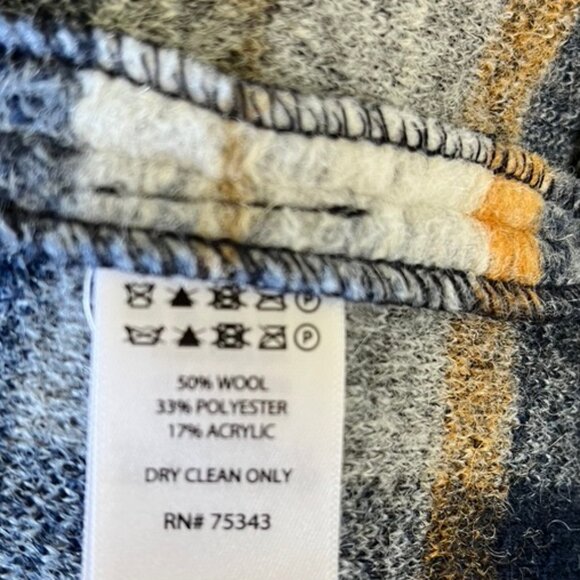 P
P
50% WOOL
33% POLYESTER
17% ACRYLIC
DRY CLEAN ONLY
RN# 75343